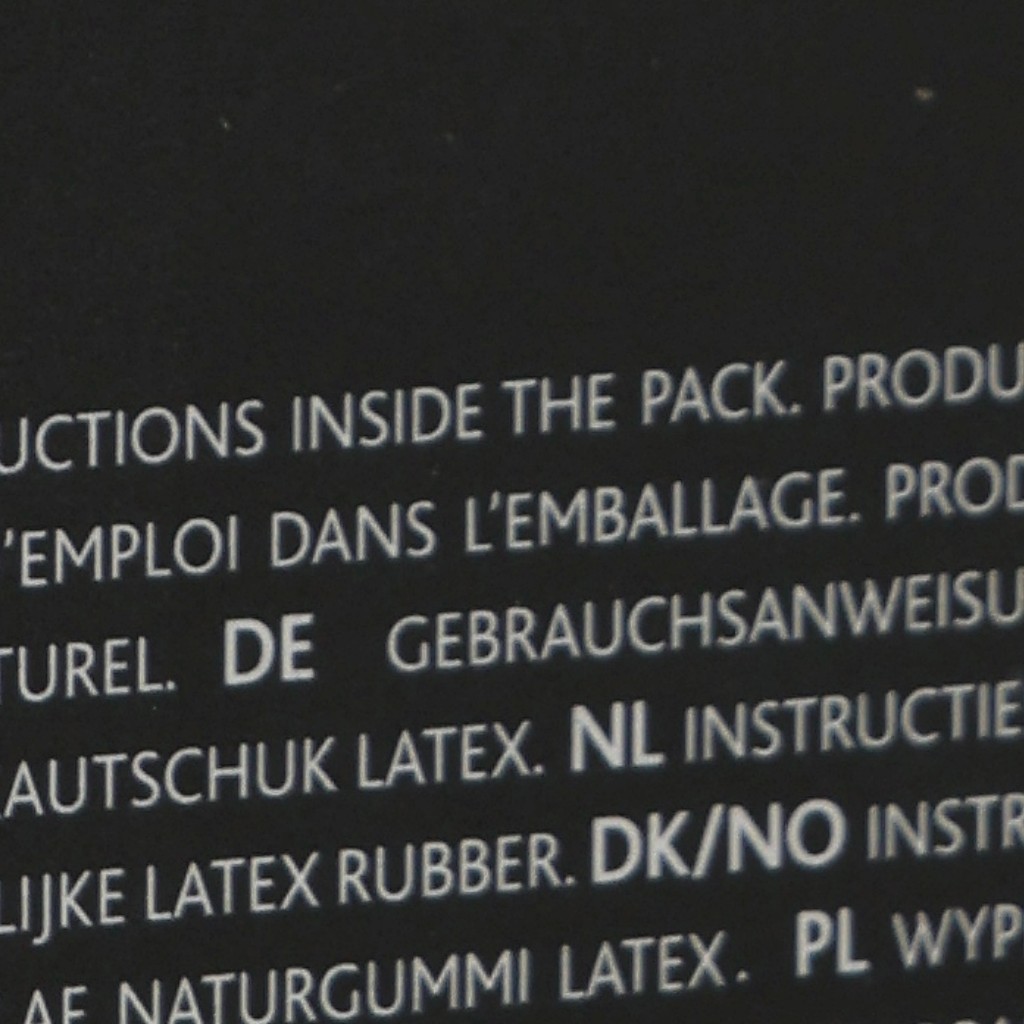 UCTIONS INSIDE THE PACK. PRODU
'EMPLOI DANS L'EMBALLAGE. PROD
TUREL. DE GEBRAUCHSANWEISU
AUTSCHUK LATEX. NL INSTRUCTIE
LIJKE LATEX RUBBER. DK/NO INSTR
AF NATURGUMMI LATEX. PL WYP